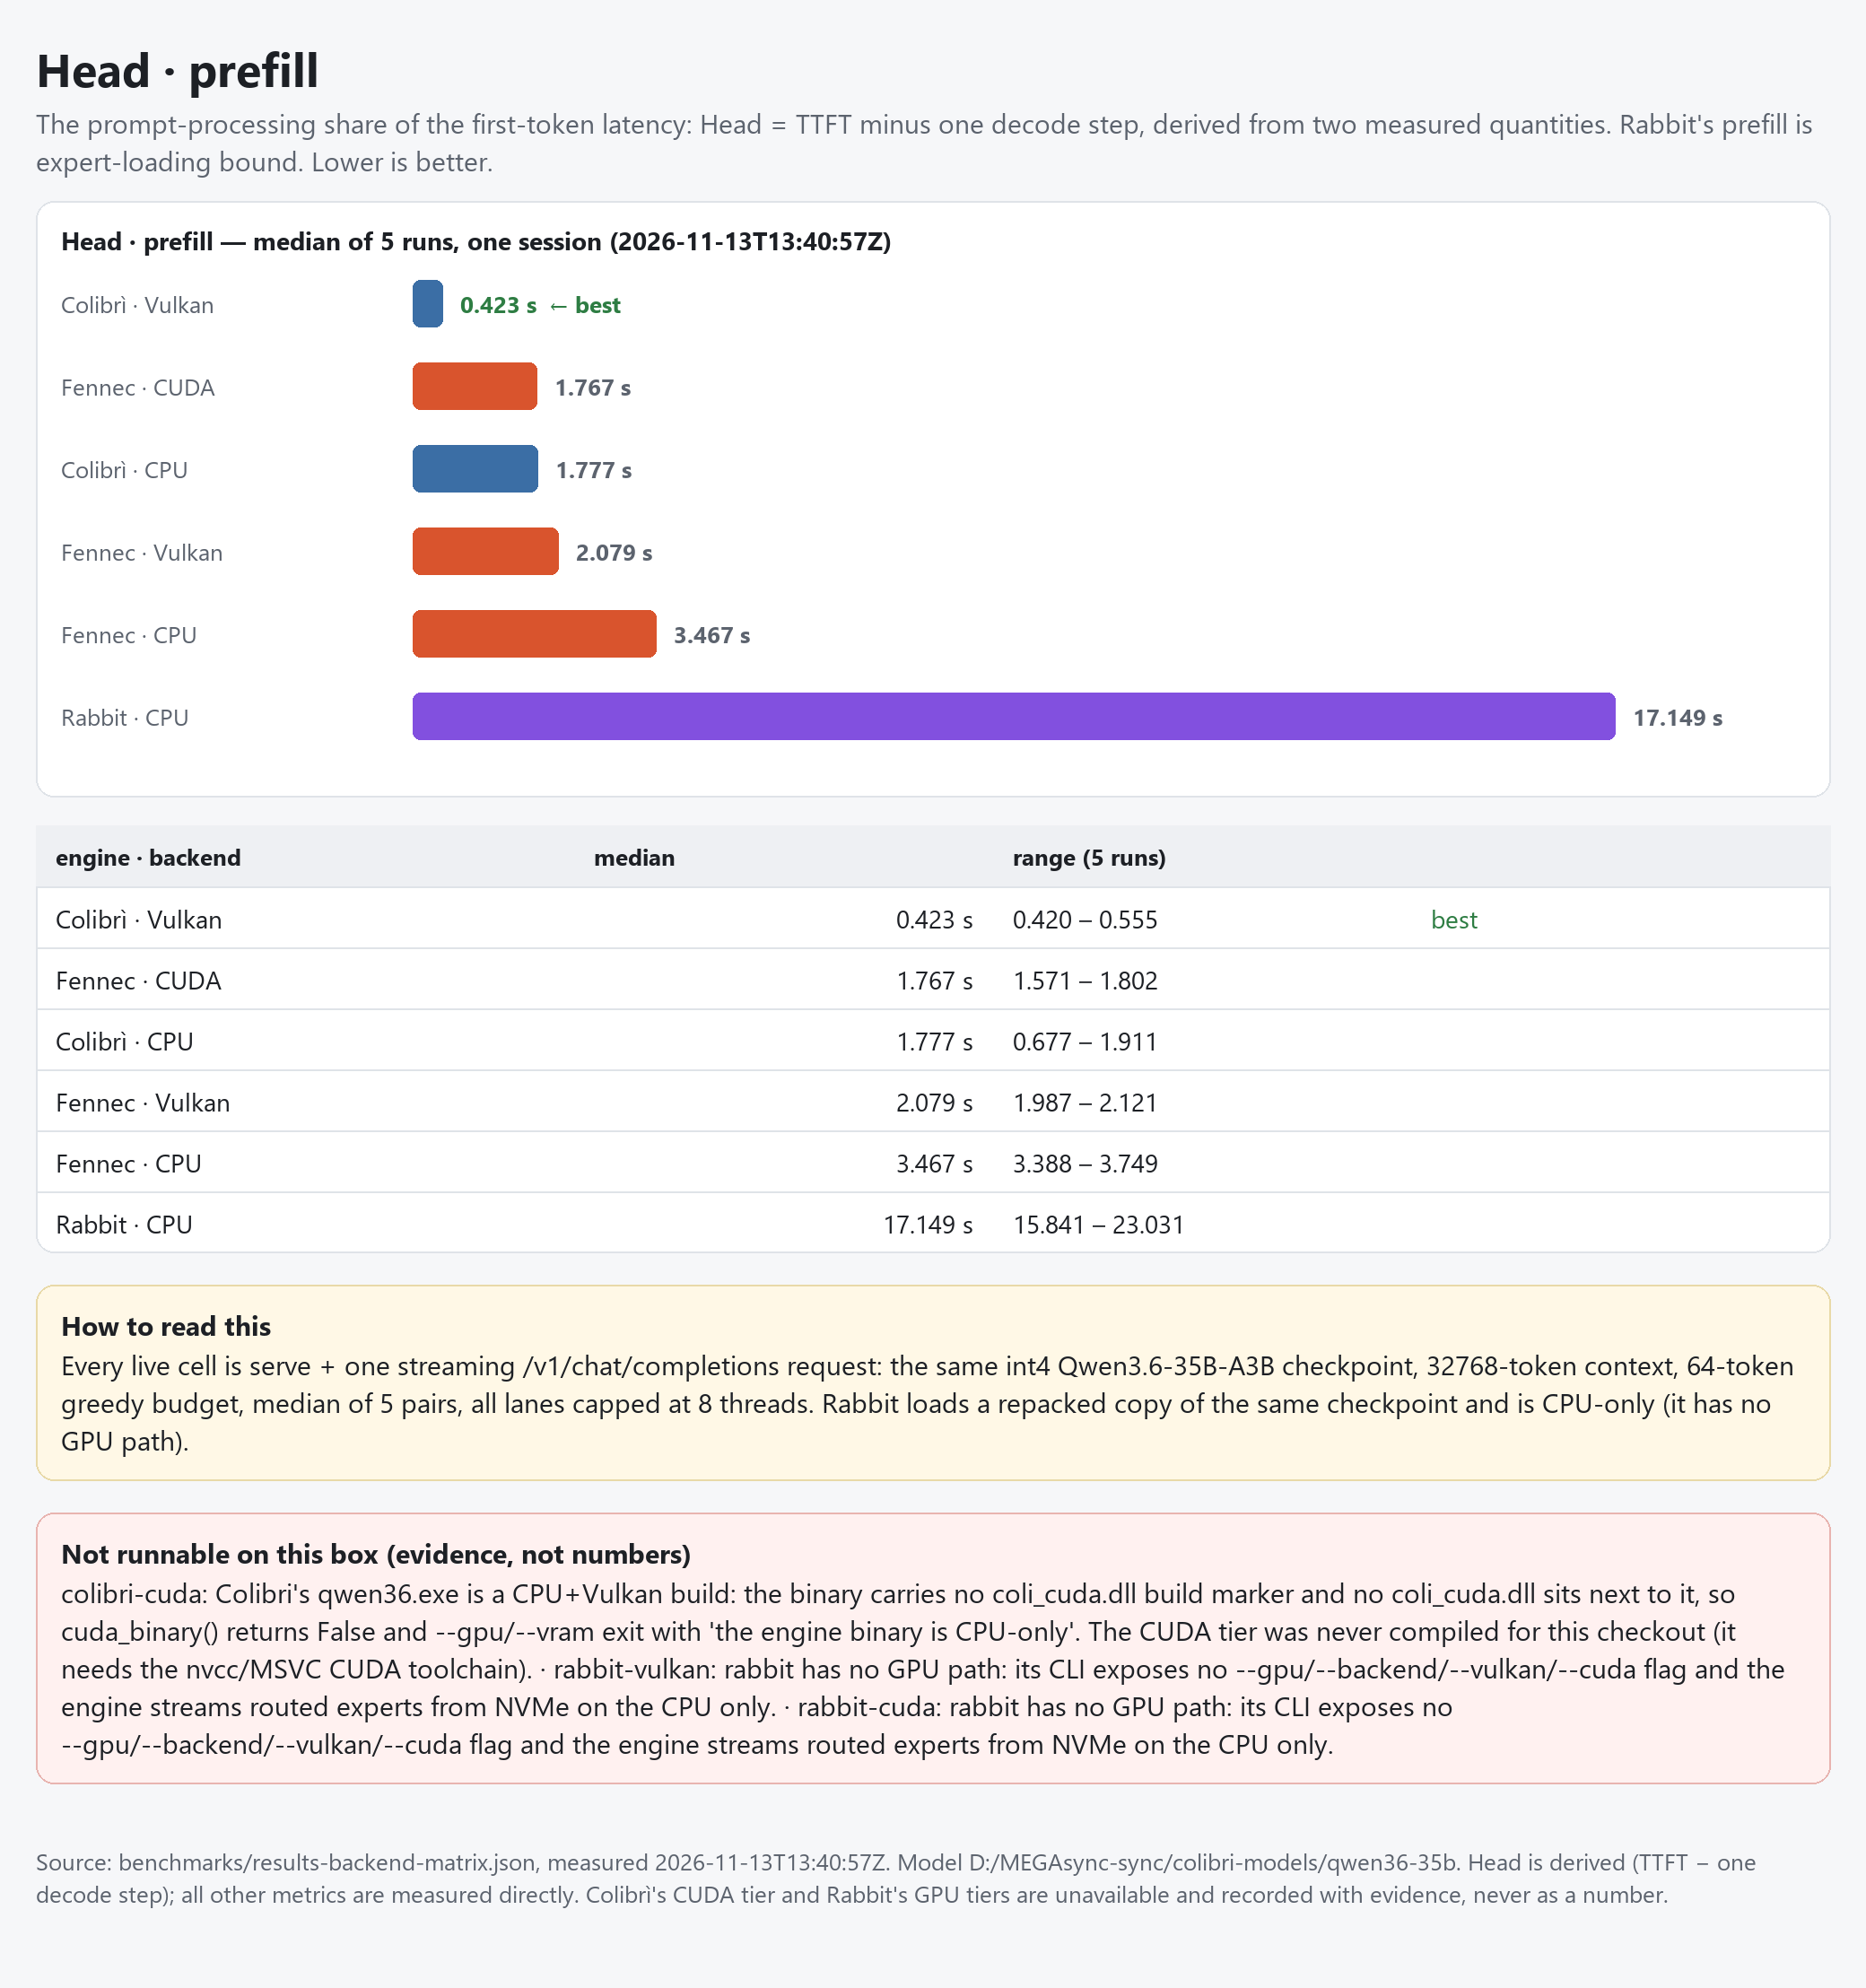 Head · prefill
The prompt-processing share of the first-token latency: Head = TTFT minus one decode step, derived from two measured quantities. Rabbit's prefill is
expert-loading bound. Lower is better.
Head · prefill — median of 5 runs, one session (2026-11-13T13:40:57Z)
Colibrì · Vulkan 0.423 s ← best
Fennec · CUDA 1.767 s
Colibrì · CPU 1.777 s
Fennec · Vulkan 2.079 s
Fennec · CPU 3.467 s
Rabbit · CPU 17.149 s
engine · backend median range (5 runs)
Colibrì · Vulkan 0.423 s 0.420 – 0.555 best
Fennec · CUDA 1.767 s 1.571 – 1.802
Colibrì · CPU 1.777 s 0.677 – 1.911
Fennec · Vulkan 2.079 s 1.987 – 2.121
Fennec · CPU 3.467 s 3.388 – 3.749
Rabbit · CPU 17.149 s 15.841 – 23.031
How to read this
Every live cell is serve + one streaming /v1/chat/completions request: the same int4 Qwen3.6-35B-A3B checkpoint, 32768-token context, 64-token
greedy budget, median of 5 pairs, all lanes capped at 8 threads. Rabbit loads a repacked copy of the same checkpoint and is CPU-only (it has no
GPU path).
Not runnable on this box (evidence, not numbers)
colibri-cuda: Colibri's qwen36.exe is a CPU+Vulkan build: the binary carries no coli_cuda.dll build marker and no coli_cuda.dll sits next to it, so
cuda_binary() returns False and --gpu/--vram exit with 'the engine binary is CPU-only'. The CUDA tier was never compiled for this checkout (it
needs the nvcc/MSVC CUDA toolchain). · rabbit-vulkan: rabbit has no GPU path: its CLI exposes no --gpu/--backend/--vulkan/--cuda flag and the
engine streams routed experts from NVMe on the CPU only. · rabbit-cuda: rabbit has no GPU path: its CLI exposes no
--gpu/--backend/--vulkan/--cuda flag and the engine streams routed experts from NVMe on the CPU only.
Source: benchmarks/results-backend-matrix.json, measured 2026-11-13T13:40:57Z. Model D:/MEGAsync-sync/colibri-models/qwen36-35b. Head is derived (TTFT − one
decode step); all other metrics are measured directly. Colibrì's CUDA tier and Rabbit's GPU tiers are unavailable and recorded with evidence, never as a number.